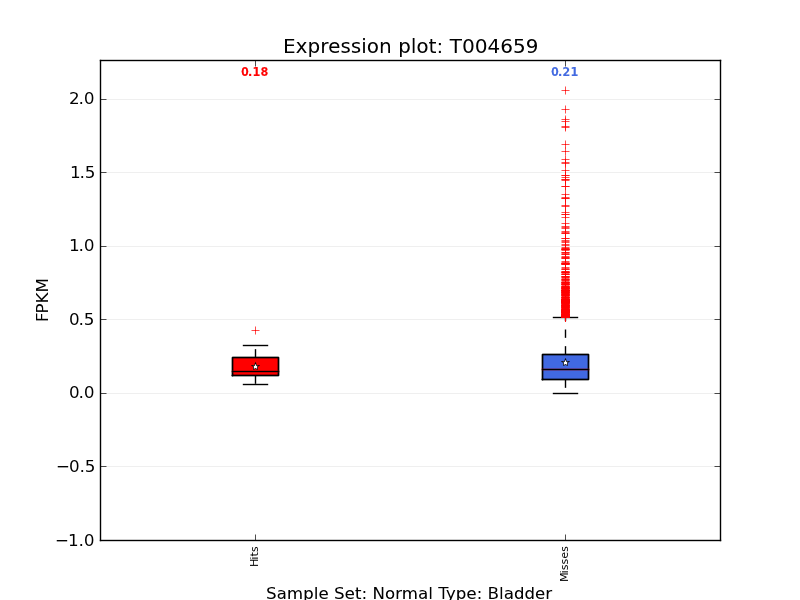 Expression plot: T004659
0.18
0.21
2.0
1.5
1.0
0.5
0.0
−0.5
−1.0
FPKM
Hits
Misses
Sample Set: Normal Type: Bladder